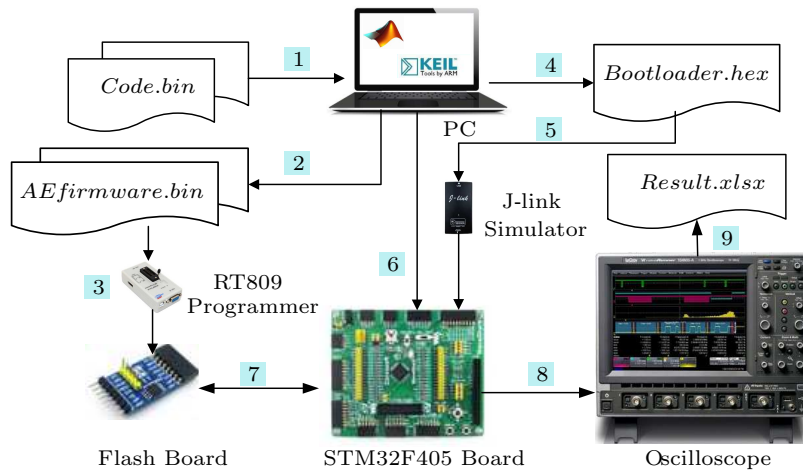 1
Code.bin
KEIL
Tools by ARM
4
Bootloader.hex
PC
5
2
AEfirmware.bin
J-link
J-link
Simulator
Result.xlsx
9
3
RT809
Programmer
6
7
8
Flash Board
STM32F405 Board
Oscilloscope